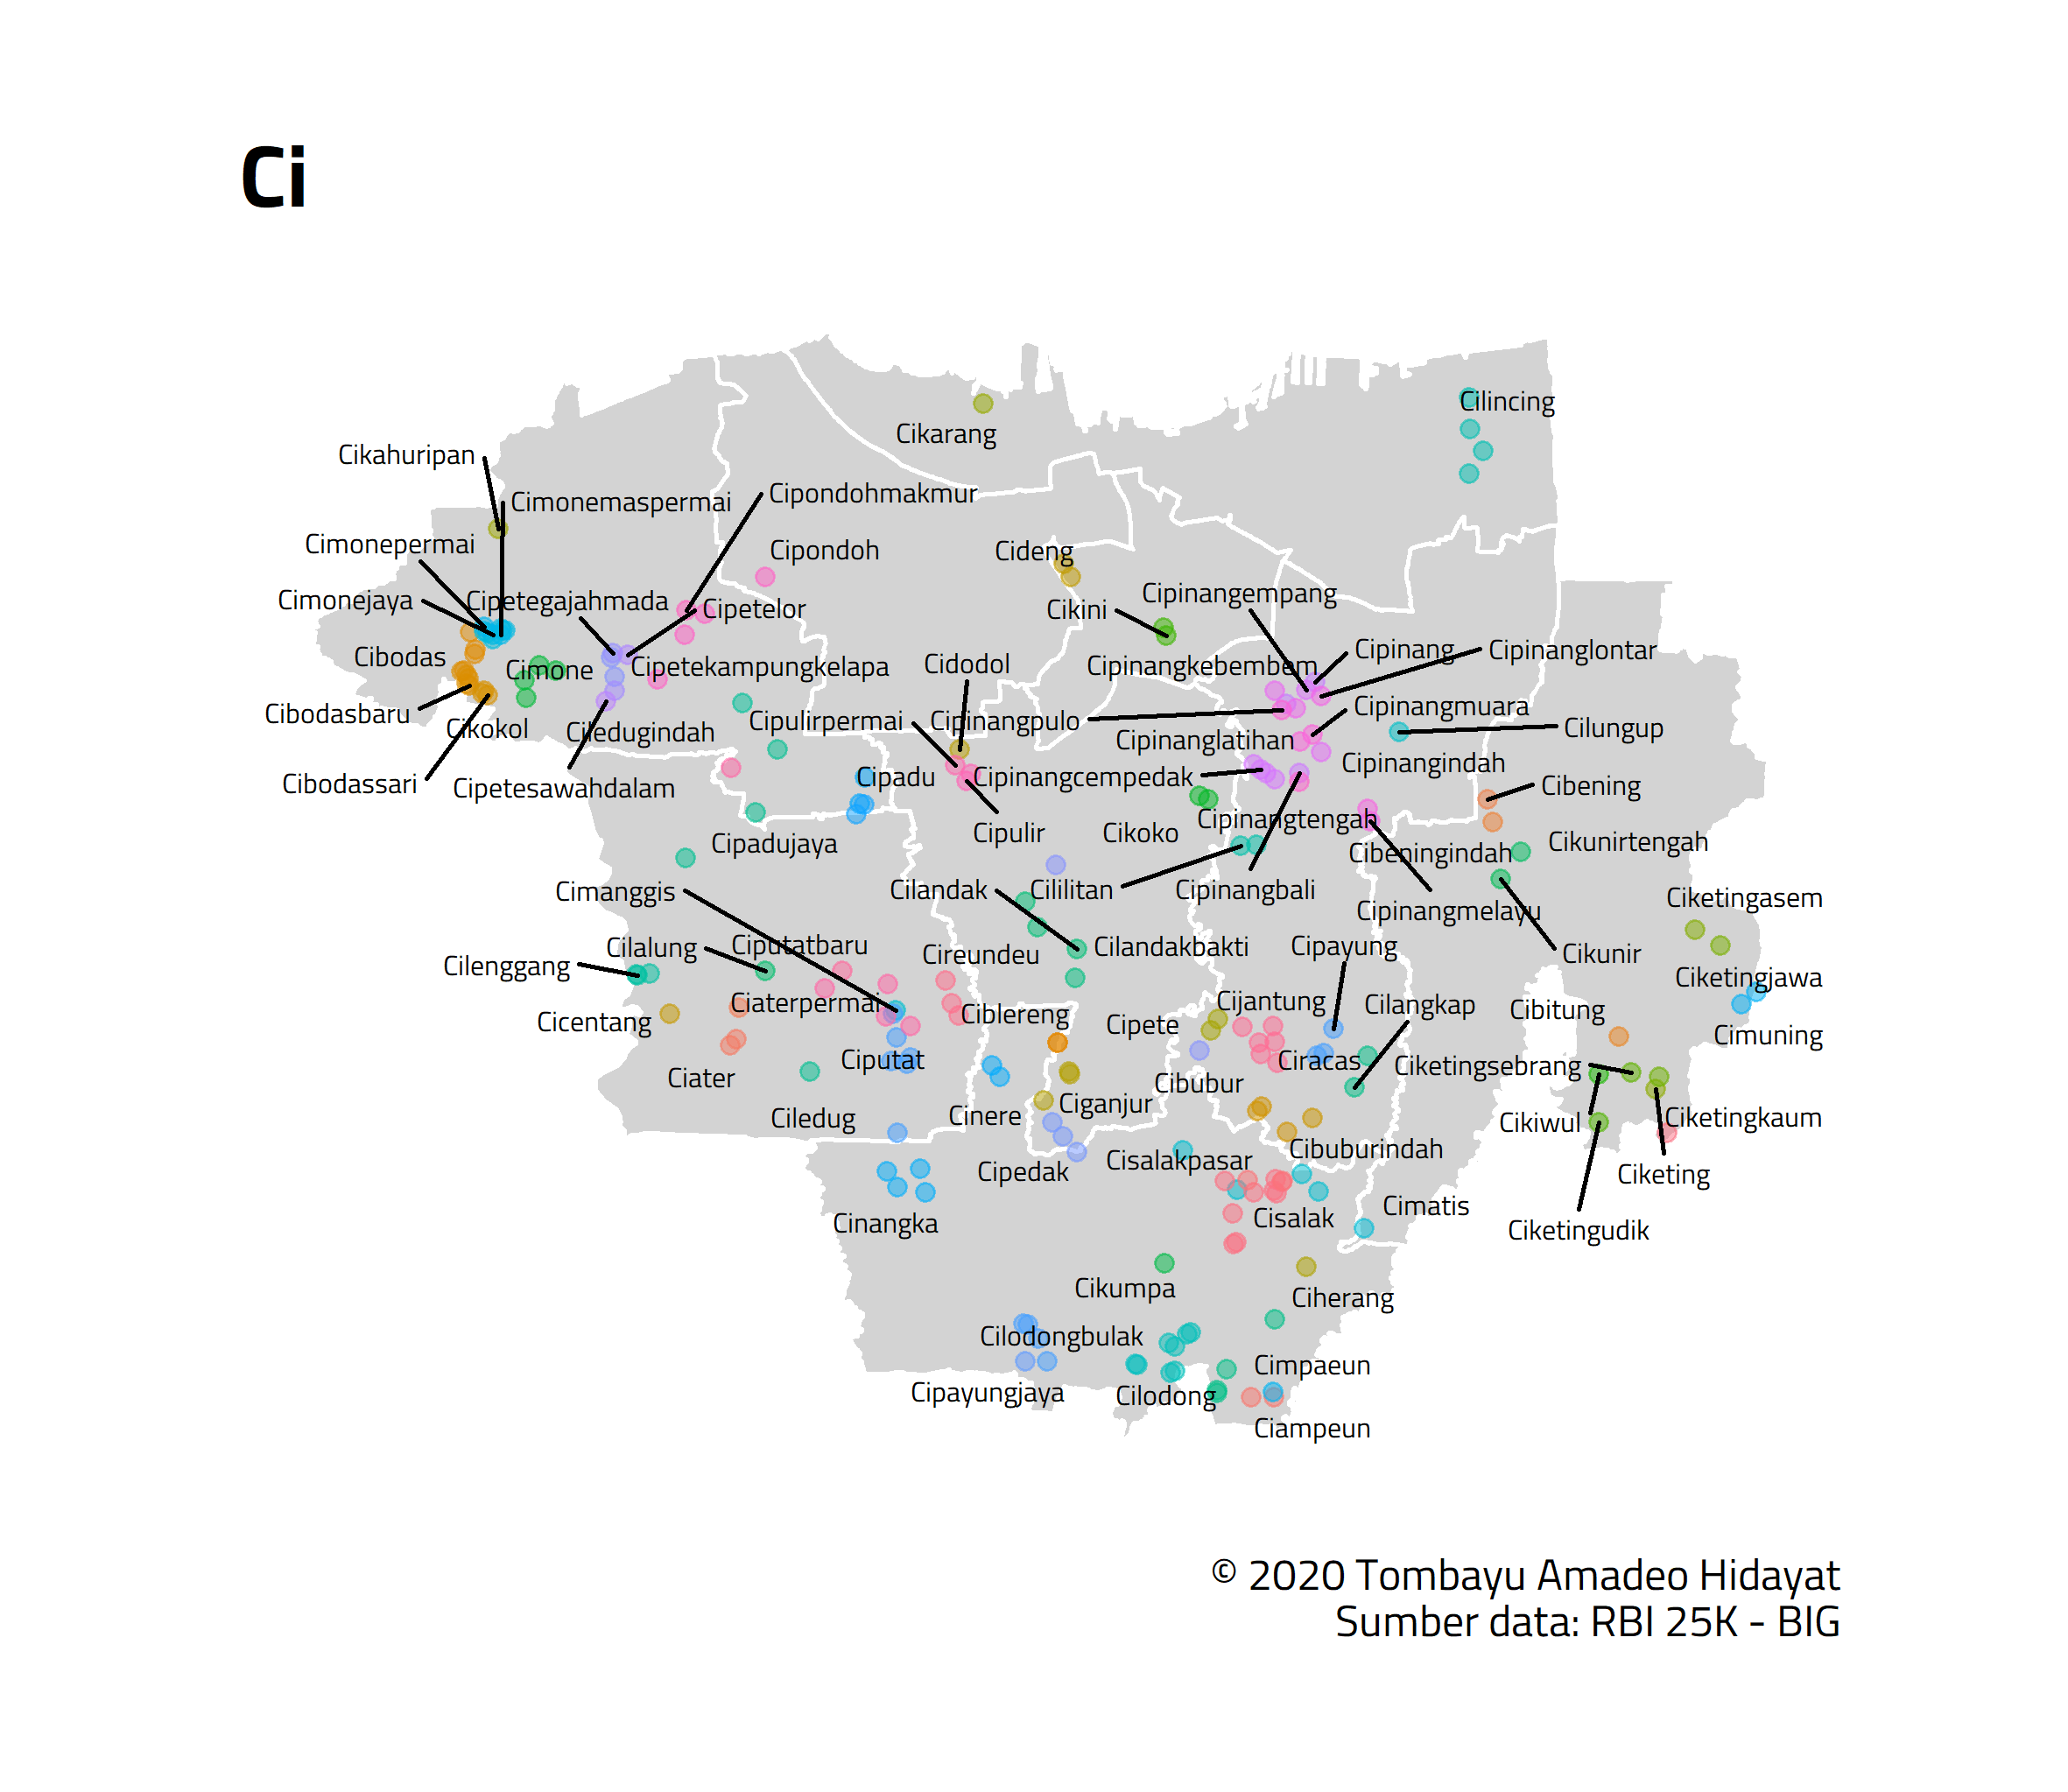 Ci
Cilincing
Cikarang
Cikahuripan
Cipondohmakmur
Cimonemaspermai
Cimonepermai
Cipondoh
Cideng
Cipinangempang
Cimonejaya
Cipetegajahmada
Cipetelor
Cikini
Cipinang
Cipinanglontar
Cibodas
Cimone
Cipetekampungkelapa
Cidodol
Cipinangkebembem
Cipinangmuara
Cibodasbaru
Cikokol
Ciledugindah
Cipulirpermai
Cipinangpulo
Cilungup
Cipinanglatihan
Cipinangindah
Cibodassari
Cipetesawahdalam
Cipadu
Cipinangcempedak
Cibening
Cipulir
Cikoko
Cipinangtengah
Cipadujaya
Cibeningindah
Cikunirtengah
Cimanggis
Cilandak
Cililitan
Cipinangbali
Ciketingasem
Cipinangmelayu
Cilalung
Ciputatbaru
Cireundeu
Cilandakbakti
Cipayung
Cikunir
Cilenggang
Ciketingjawa
Ciaterpermai
Cijantung
Cilangkap
Cibitung
Cicentang
Ciblereng
Cipete
Cimuning
Ciputat
Ciracas
Ciketingsebrang
Ciater
Cibubur
Ciledug
Cinere
Ciganjur
Cikiwul
Ciketingkaum
Cibuburindah
Cipedak
Cisalakpasar
Ciketing
Cinangka
Cisalak
Cimatis
Ciketingudik
Cikumpa
Ciherang
Cilodongbulak
Cimpaeun
Cipayungjaya
Cilodong
Ciampeun
© 2020 Tombayu Amadeo Hidayat
Sumber data: RBI 25K - BIG